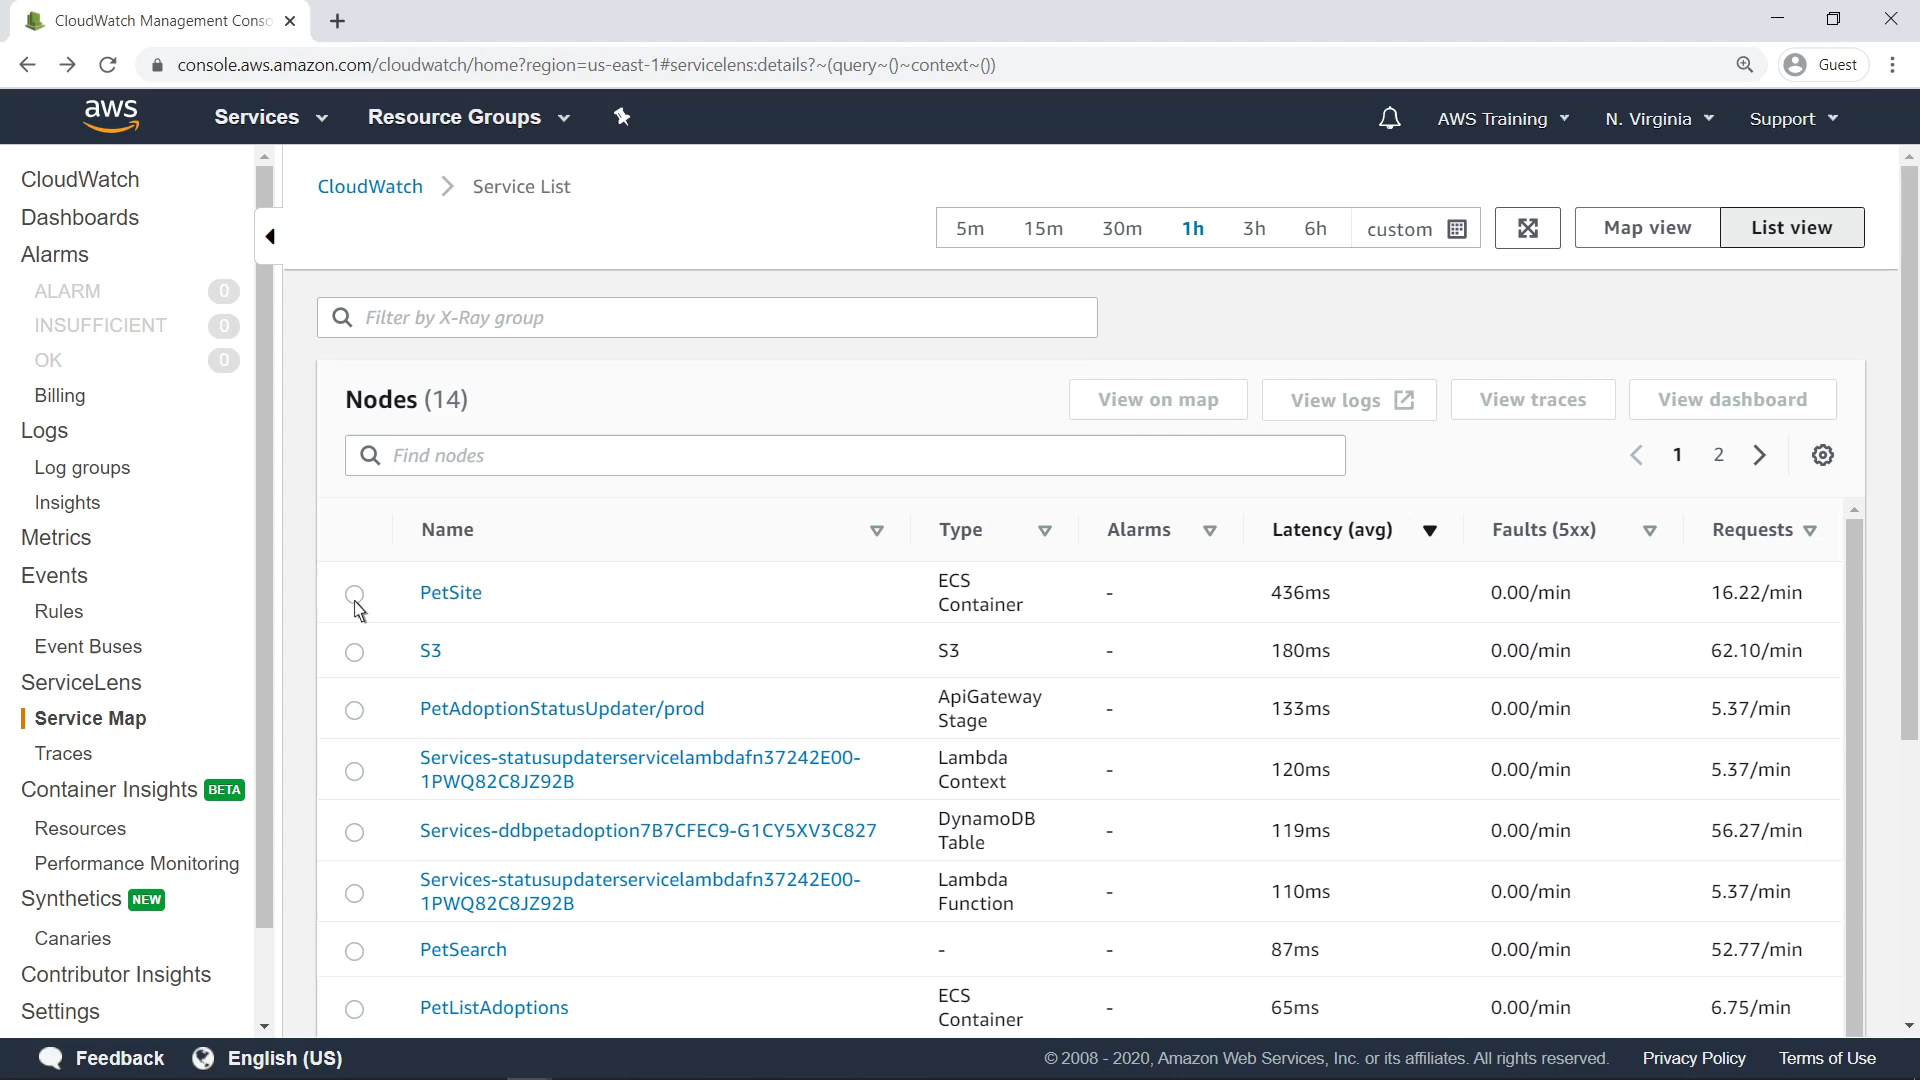 CloudWatch Management Conso
console.aws.amazon.com/cloudwatch/home?region=us-east-1#servicelens:details?~(query~()~context~())
Guest
aws
Services
Resource Groups
AWS Training
N. Virginia
Support
CloudWatch
Dashboards
Alarms
ALARM 0
INSUFFICIENT 0
OK 0
Billing
Logs
Log groups
Insights
Metrics
Events
Rules
Event Buses
ServiceLens
Service Map
Traces
Container Insights BETA
Resources
Performance Monitoring
Synthetics NEW
Canaries
Contributor Insights
Settings
CloudWatch Service List
5m 15m 30m 1h 3h 6h custom
Map view List view
Filter by X-Ray group
Nodes (14)
View on map View logs View traces View dashboard
Find nodes
1 2
Name Type Alarms Latency (avg) Faults (5xx) Requests
PetSite ECS Container - 436ms 0.00/min 16.22/min
S3 S3 - 180ms 0.00/min 62.10/min
PetAdoptionStatusUpdater/prod ApiGateway Stage - 133ms 0.00/min 5.37/min
Services-statusupdaterservicelambdafn37242E00-
1PWQ82C8JZ92B Lambda Context - 120ms 0.00/min 5.37/min
Services-ddbpetadoption7B7CFEC9-G1CY5XV3C827 DynamoDB Table - 119ms 0.00/min 56.27/min
Services-statusupdaterservicelambdafn37242E00-
1PWQ82C8JZ92B Lambda Function - 110ms 0.00/min 5.37/min
PetSearch - - 87ms 0.00/min 52.77/min
PetListAdoptions ECS Container - 65ms 0.00/min 6.75/min
Feedback English (US)
© 2008 - 2020, Amazon Web Services, Inc. or its affiliates. All rights reserved. Privacy Policy Terms of Use